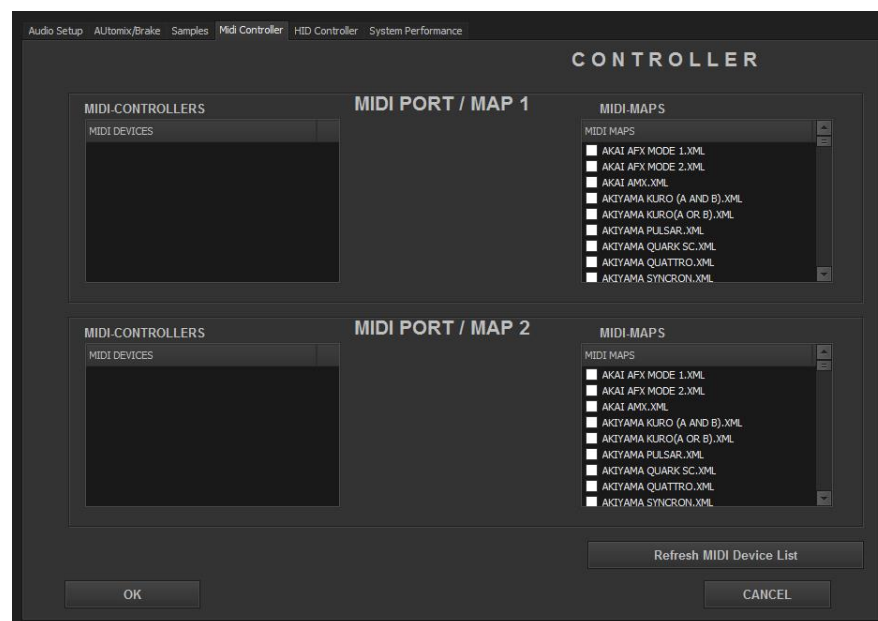 Audio Setup AUtomix/Brake Samples Midi Controller HID Controller System Performance
CONTROLLER
MIDI PORT / MAP 1
MIDI-CONTROLLERS
MIDI DEVICES
MIDI-MAPS
MIDI MAPS
AKAI AFX MODE 1.XML
AKAI AFX MODE 2.XML
AKAI AMX.XML
AKIYAMA KURO (A AND B).XML
AKIYAMA KURO(A OR B).XML
AKIYAMA PULSAR.XML
AKIYAMA QUARK SC.XML
AKIYAMA QUATTRO.XML
AKIYAMA SYNCRON.XML
MIDI PORT / MAP 2
MIDI-CONTROLLERS
MIDI DEVICES
MIDI-MAPS
MIDI MAPS
AKAI AFX MODE 1.XML
AKAI AFX MODE 2.XML
AKAI AMX.XML
AKIYAMA KURO (A AND B).XML
AKIYAMA KURO(A OR B).XML
AKIYAMA PULSAR.XML
AKIYAMA QUARK SC.XML
AKIYAMA QUATTRO.XML
AKIYAMA SYNCRON.XML
Refresh MIDI Device List
OK
CANCEL